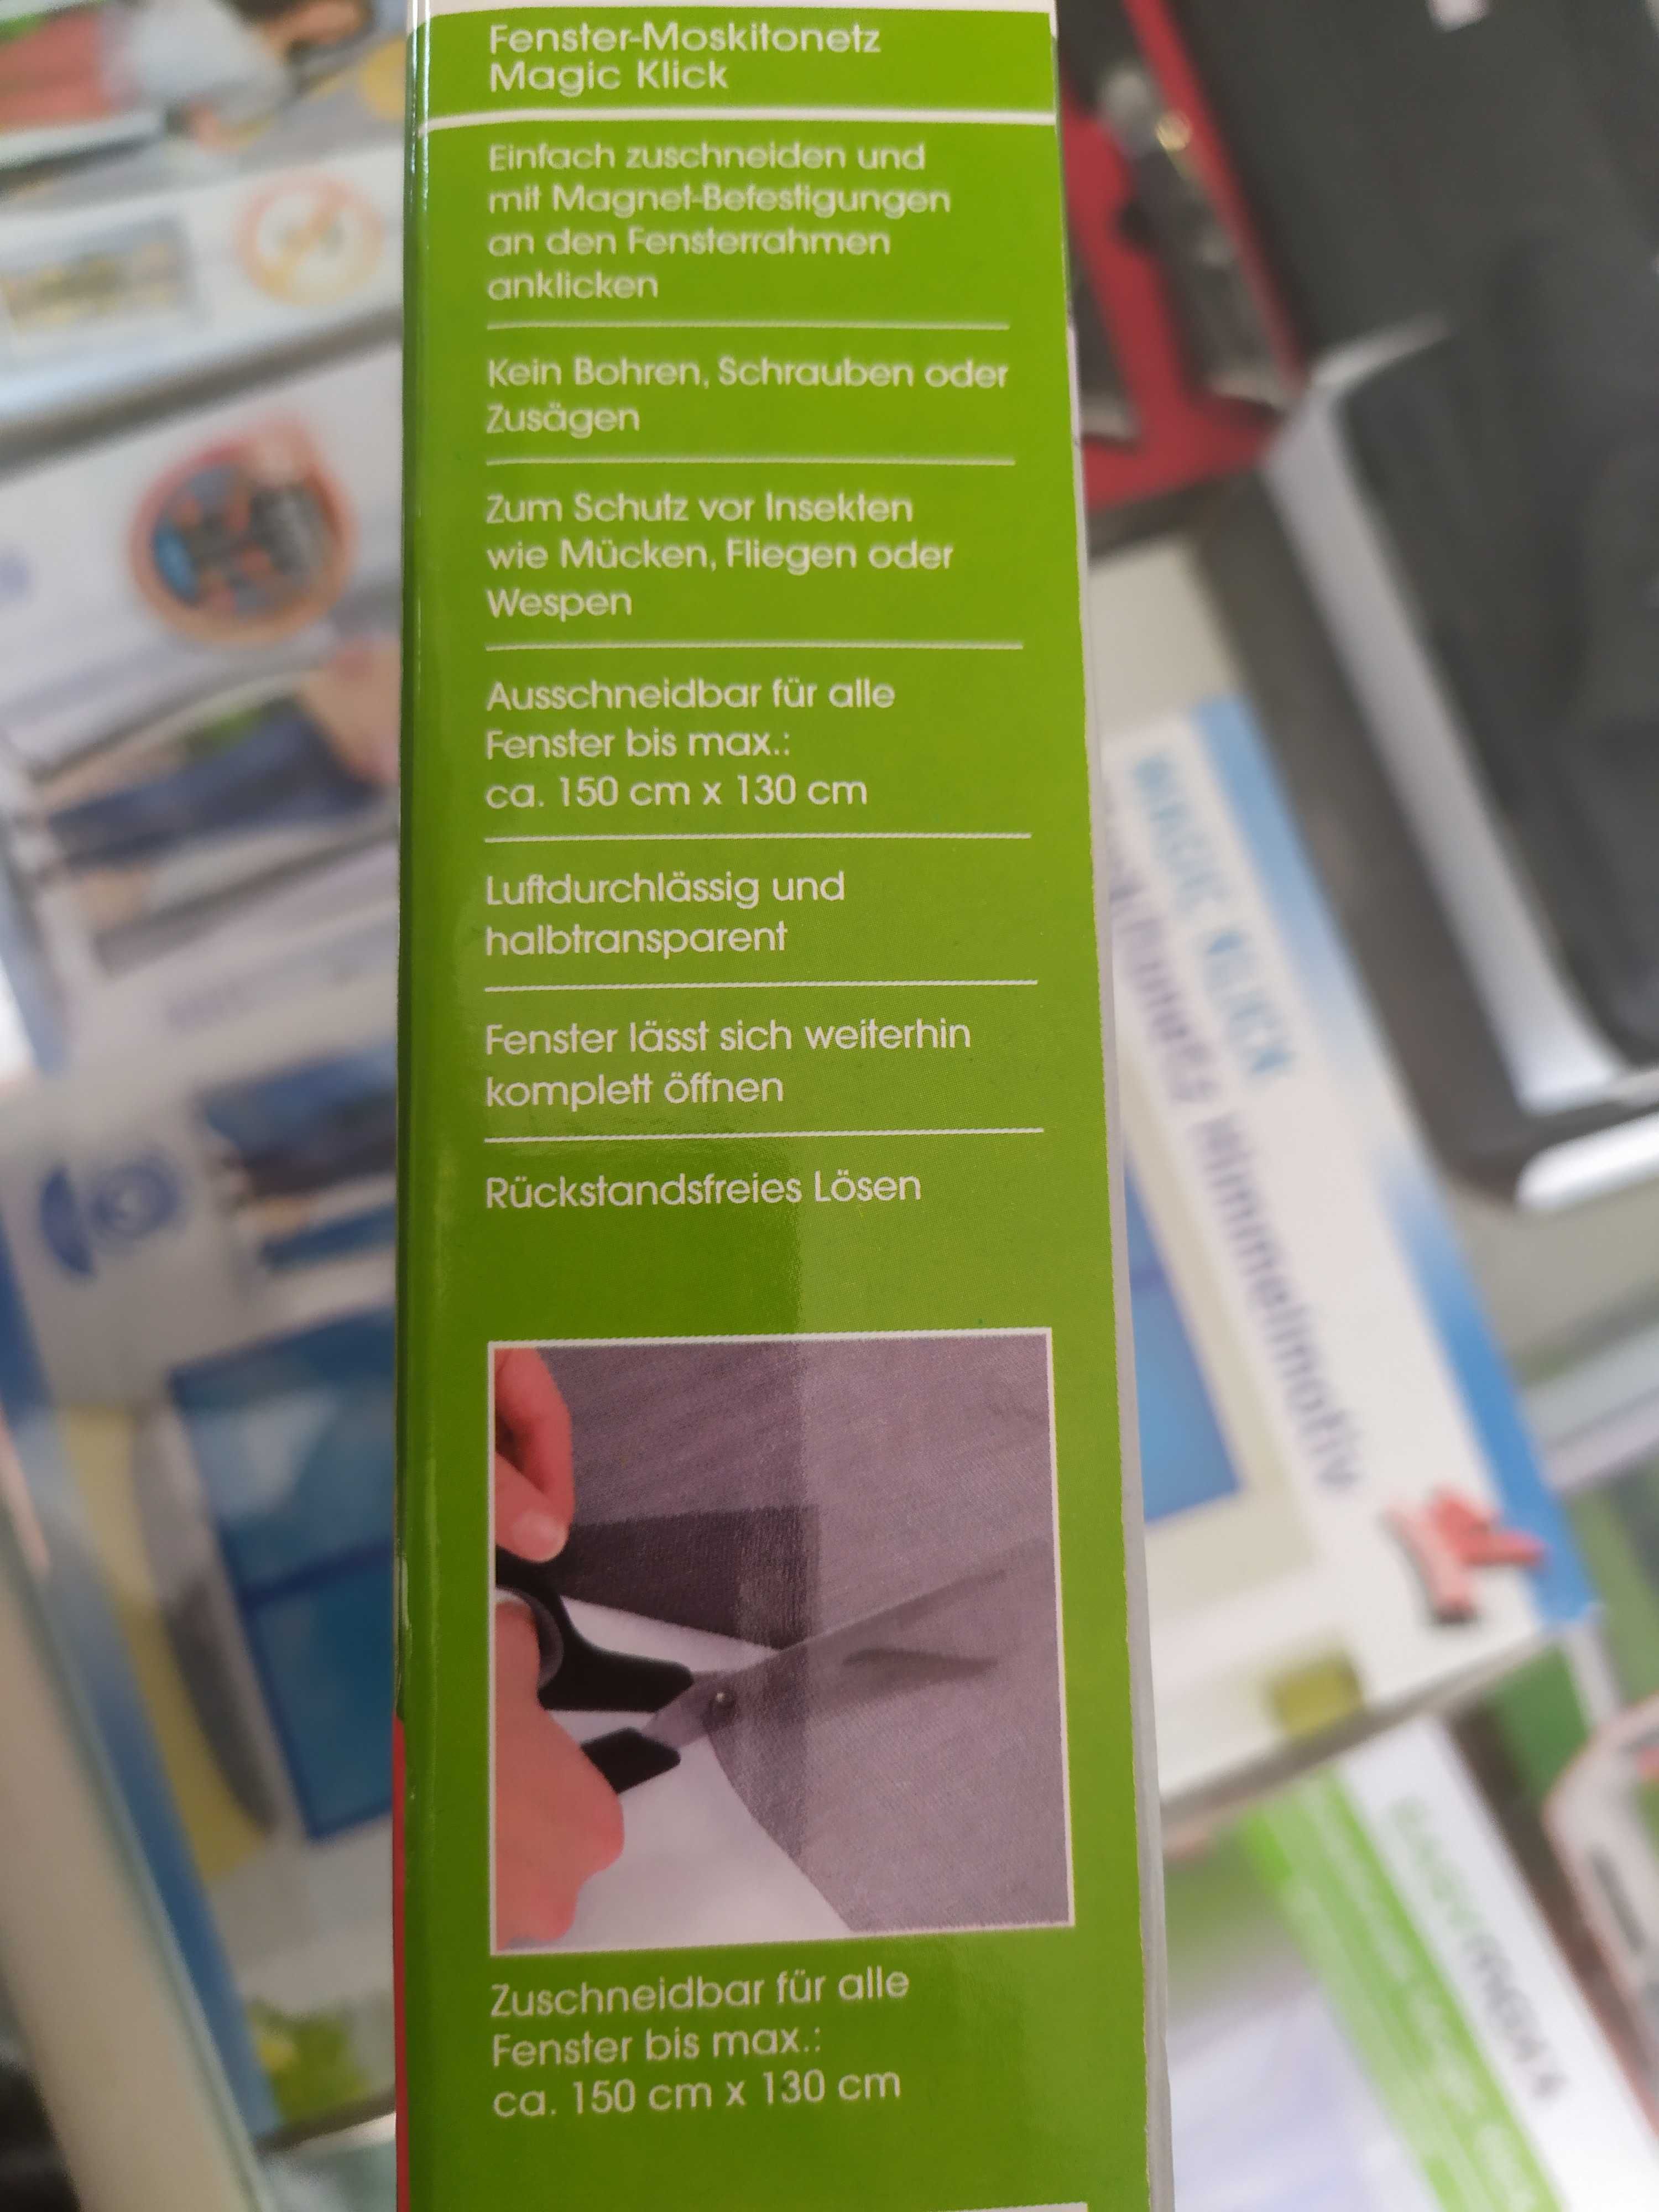 Fenster-Moskitonetz
Magic Klick
Einfach zuschneiden und
mit Magnet-Befestigungen
an den Fensterrahmen
anklicken
Kein Bohren, Schrauben oder
Zusägen
Zum Schutz vor Insekten
wie Mücken, Fliegen oder
Wespen
Ausschneidbar für alle
Fenster bis max.:
ca. 150 cm x 130 cm
Luftdurchlässig und
halbtransparent
Fenster lässt sich weiterhin
komplett öffnen
Rückstandsfreies Lösen
Zuschneidbar für alle
Fenster bis max.:
ca. 150 cm x 130 cm
MAGIC KLICK